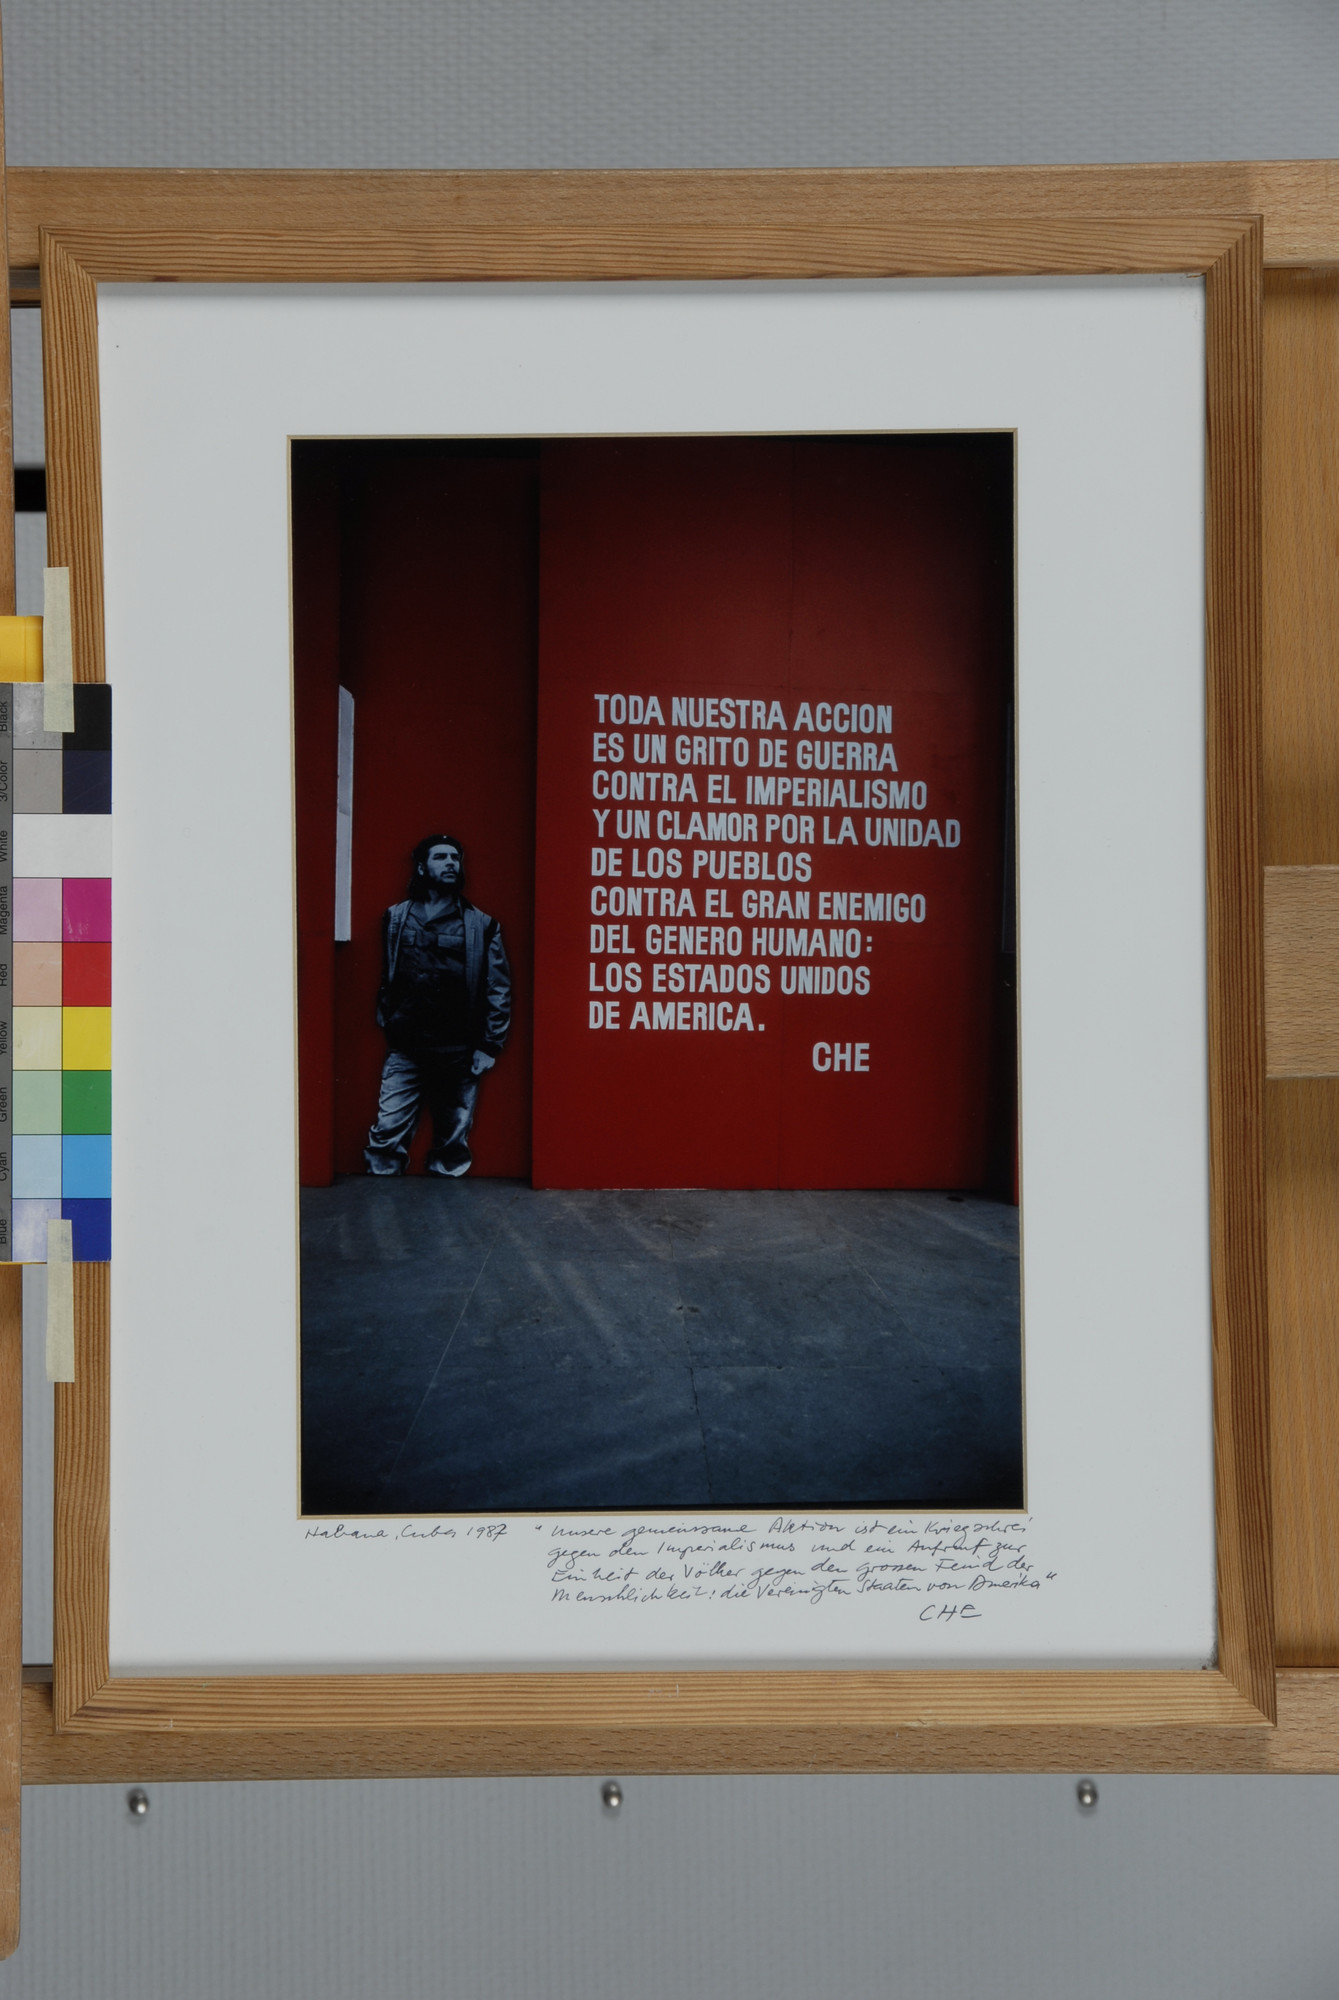 TODA NUESTRA ACCION
ES UN GRITO DE GUERRA
CONTRA EL IMPERIALISMO
Y UN CLAMOR POR LA UNIDAD
DE LOS PUEBLOS
CONTRA EL GRAN ENEMIGO
DEL GENERO HUMANO:
LOS ESTADOS UNIDOS
DE AMERICA.
CHE
Black
3/Color
White
Magenta
Red
Yellow
Green
Cyan
Blue
Habana, Cuba 1987 "Unsere gemeinsame Aktion ist ein Kriegsschrei
gegen den Imperialismus und ein Aufruf zur
Einheit der Völker gegen den grossen Feind der
Menschlichkeit: die Vereinigten Staaten von Amerika"
CHE